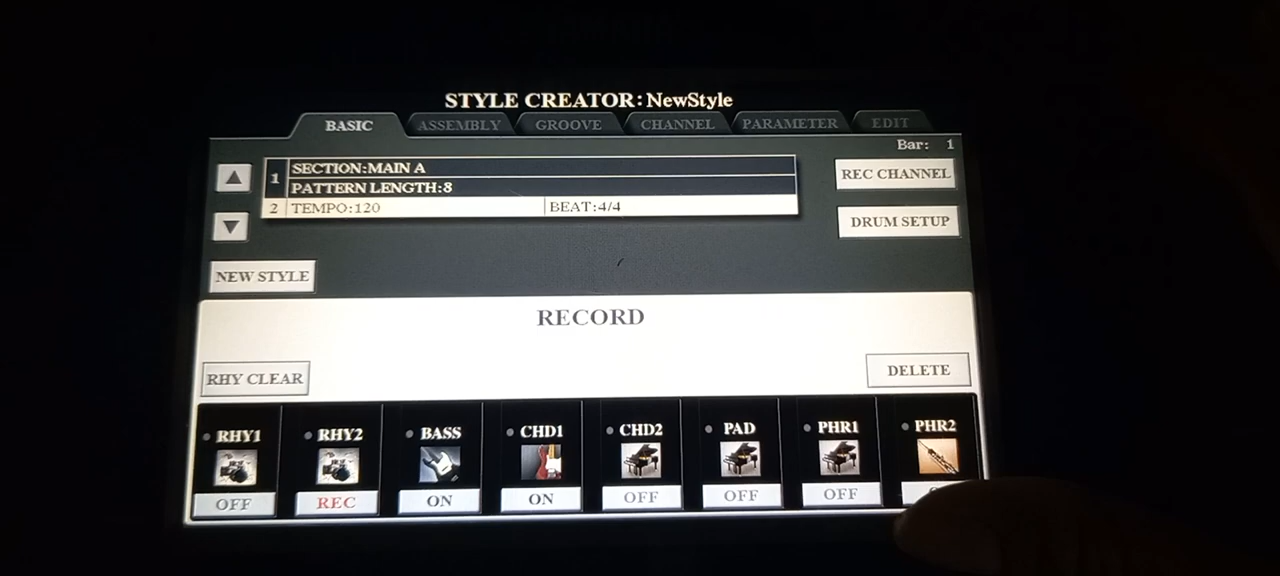 STYLE CREATOR:NewStyle
BASIC ASSEMBLY GROOVE CHANNEL PARAMETER EDIT
Bar: 1
1 SECTION:MAIN A
PATTERN LENGTH:8
2 TEMPO:120 BEAT:4/4
REC CHANNEL
DRUM SETUP
NEW STYLE
RECORD
RHY CLEAR
DELETE
RHY1 RHY2 BASS CHD1 CHD2 PAD PHR1 PHR2
OFF REC ON ON OFF OFF OFF